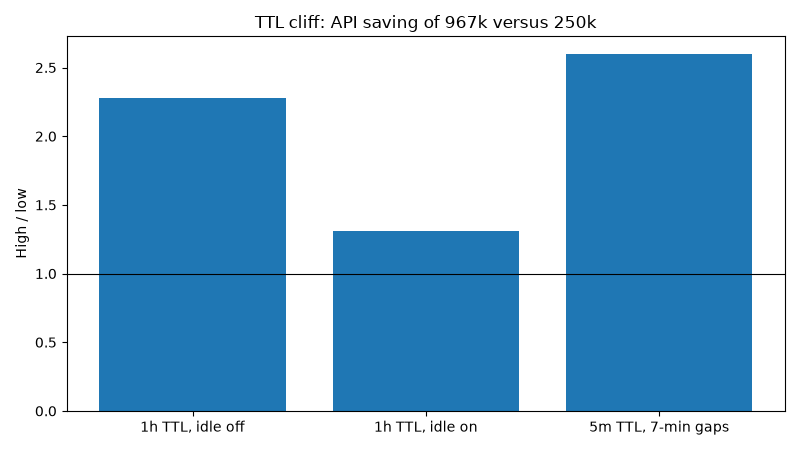 TTL cliff: API saving of 967k versus 250k
High / low
2.5
2.0
1.5
1.0
0.5
0.0
1h TTL, idle off
1h TTL, idle on
5m TTL, 7-min gaps